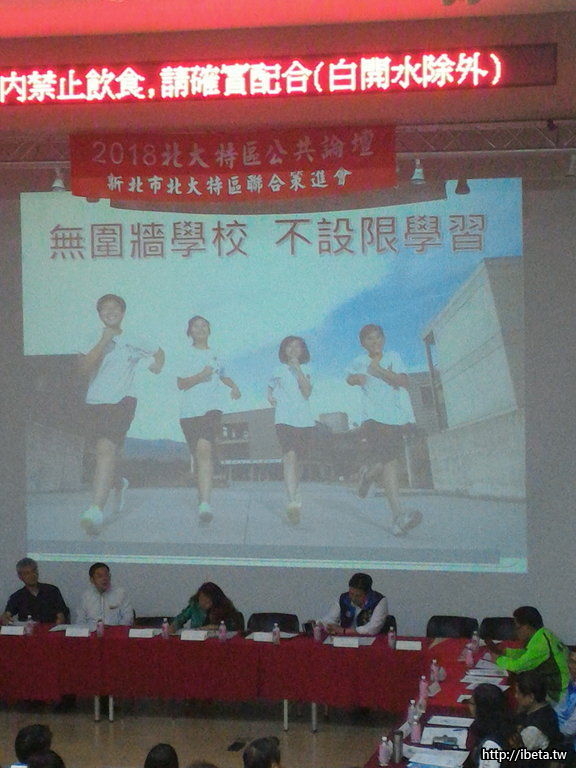 內禁止飲食,請確實配合(白開水除外)
2018北大特區公共論壇
新北市北大特區聯合策進會
無圍牆學校 不設限學習
http://ibeta.tw